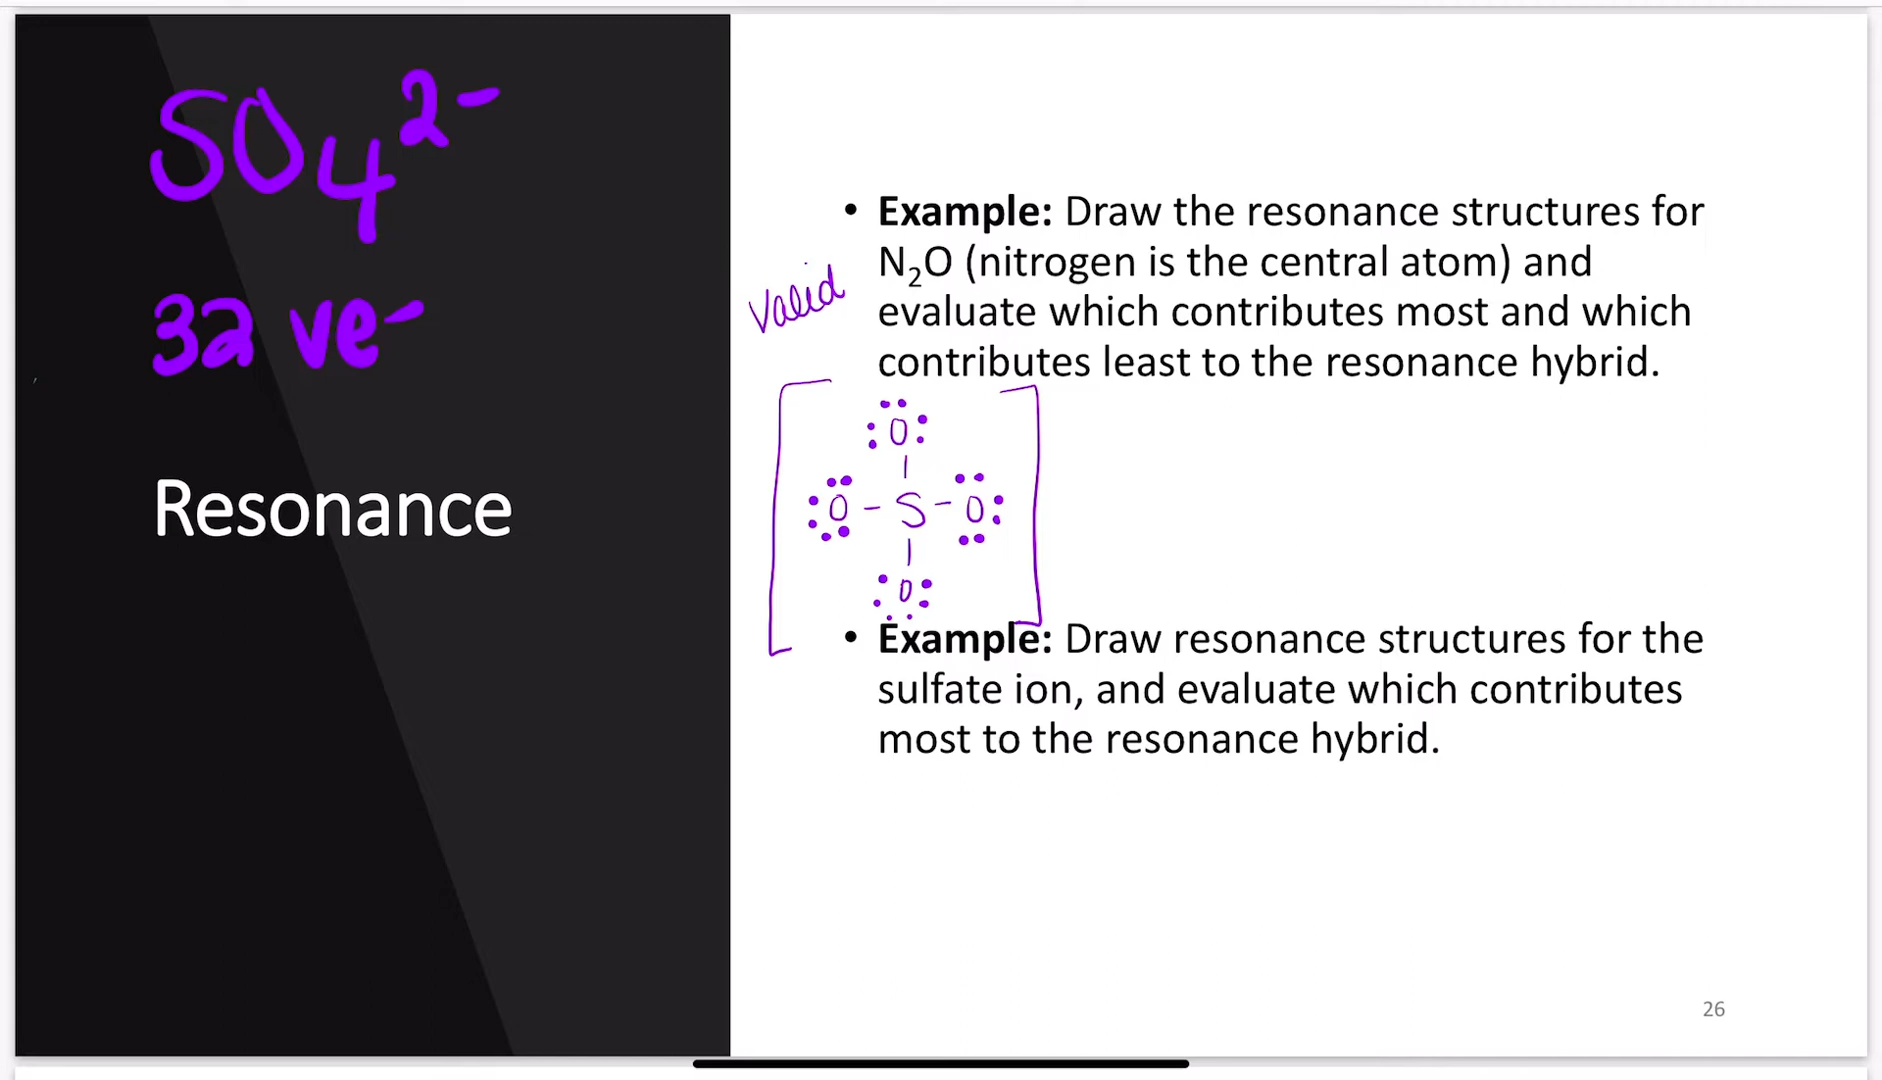 SO₄²⁻
32 ve⁻
Resonance
• Example: Draw the resonance structures for
N₂O (nitrogen is the central atom) and
evaluate which contributes most and which
contributes least to the resonance hybrid.
valid
O
O - S - O
O
• Example: Draw resonance structures for the
sulfate ion, and evaluate which contributes
most to the resonance hybrid.
26